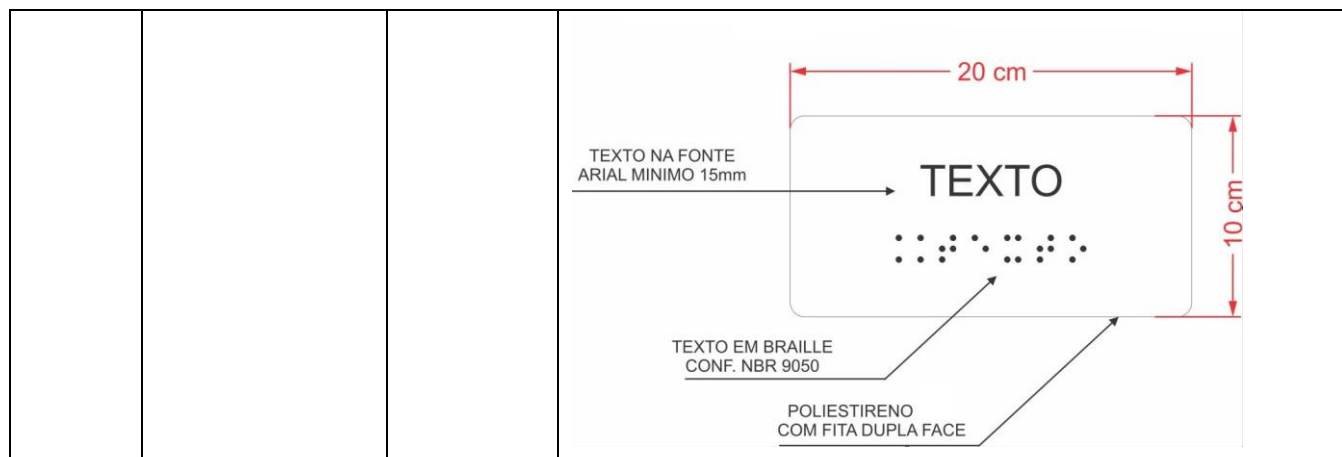 20 cm
TEXTO NA FONTE
ARIAL MINIMO 15mm
TEXTO
⠨⠨⠞⠑⠭⠞⠕
10 cm
TEXTO EM BRAILLE
CONF. NBR 9050
POLIESTIRENO
COM FITA DUPLA FACE